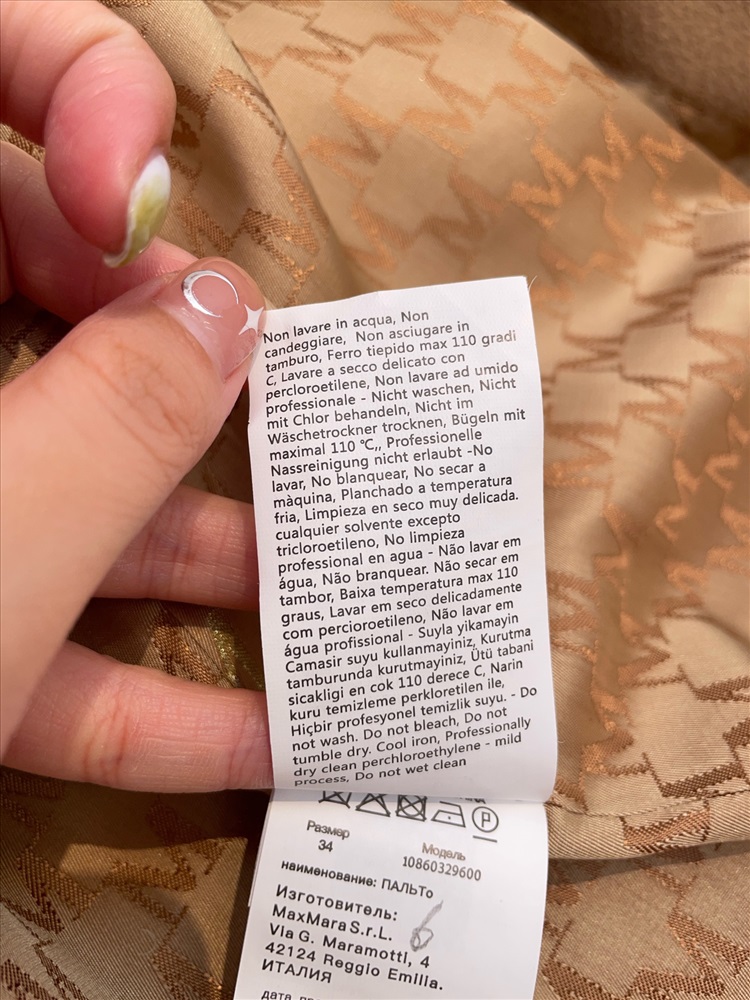 Non lavare in acqua, Non
candeggiare, Non asciugare in
tamburo, Ferro tiepido max 110 gradi
C, Lavare a secco delicato con
percloroetilene, Non lavare ad umido
professionale - Nicht waschen, Nicht
mit Chlor behandeln, Nicht im
Wäschetrockner trocknen, Bügeln mit
maximal 110 ℃,, Professionelle
Nassreinigung nicht erlaubt -No
lavar, No blanquear, No secar a
màquina, Planchado a temperatura
fria, Limpieza en seco muy delicada.
cualquier solvente excepto
tricloroetileno, No limpieza
professional en agua - Não lavar em
água, Não branquear. Não secar em
tambor, Baixa temperatura max 110
graus, Lavar em seco delicadamente
com percioroetileno, Não lavar em
água profissional - Suyla yikamayin
Camasir suyu kullanmayiniz, Kurutma
tamburunda kurutmayiniz, Ütü tabani
sicakligi en cok 110 derece C, Narin
kuru temizleme perkloretilen ile,
Hiçbir profesyonel temizlik suyu. - Do
not wash. Do not bleach, Do not
tumble dry. Cool iron, Professionally
dry clean perchloroethylene - mild
process, Do not wet clean
P
Размер
34
Модель
10860329600
наименование: ПАЛЬТо
Изготовитель:
MaxMara S.r.L.
Via G. Maramotti, 4
42124 Reggio Emilia.
ИТАЛИЯ
6
дата